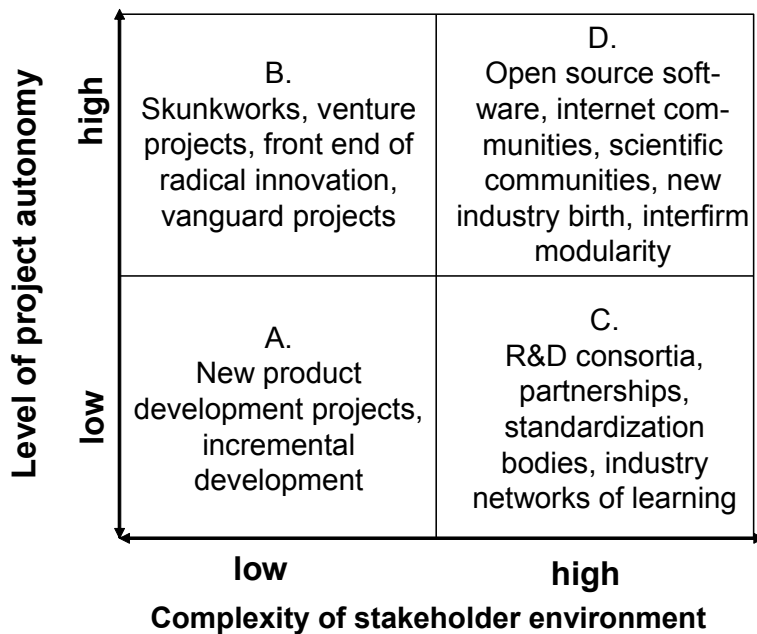 Level of project autonomy
high
low
B.
Skunkworks, venture
projects, front end of
radical innovation,
vanguard projects
D.
Open source soft-
ware, internet com-
munities, scientific
communities, new
industry birth, interfirm
modularity
A.
New product
development projects,
incremental
development
C.
R&D consortia,
partnerships,
standardization
bodies, industry
networks of learning
low
high
Complexity of stakeholder environment